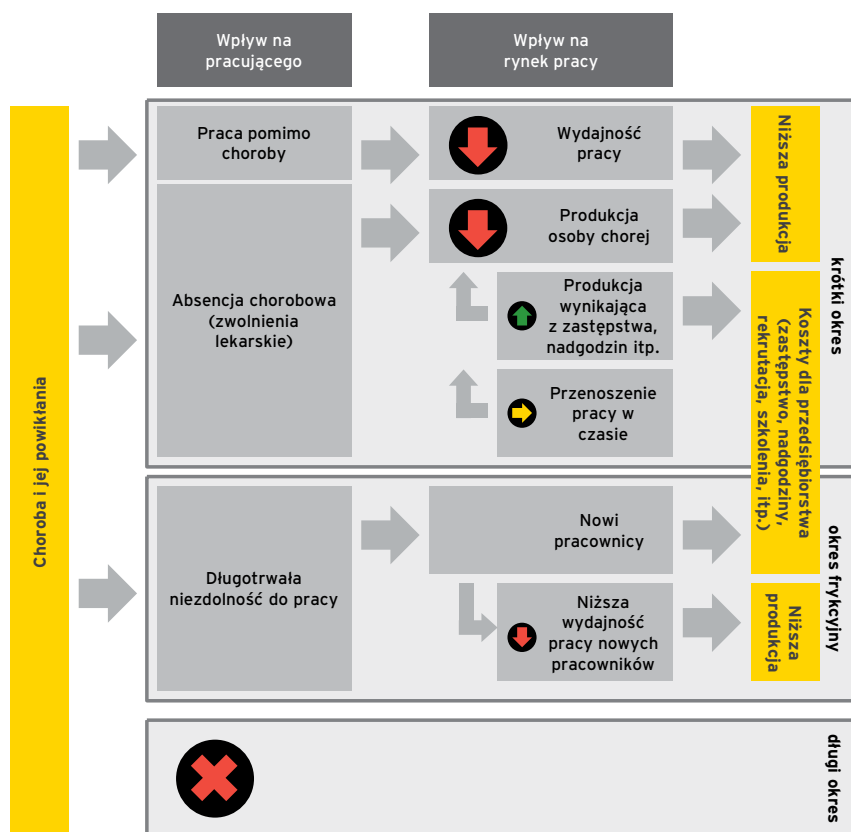 Wpływ na
pracującego
Wpływ na
rynek pracy
Choroba i jej powikłania
Praca pomimo
choroby
Wydajność
pracy
Niższa produkcja
krótki okres
Absencja chorobowa
(zwolnienia
lekarskie)
Produkcja
osoby chorej
Produkcja
wynikająca
z zastępstwa,
nadgodzin itp.
Przenoszenie
pracy w
czasie
Koszty dla przedsiębiorstwa
(zastępstwo, nadgodziny,
rekrutacja, szkolenia, itp.)
Długotrwała
niezdolność do pracy
Nowi
pracownicy
Niższa
wydajność
pracy nowych
pracowników
Niższa
produkcja
okres frykcyjny
długi okres